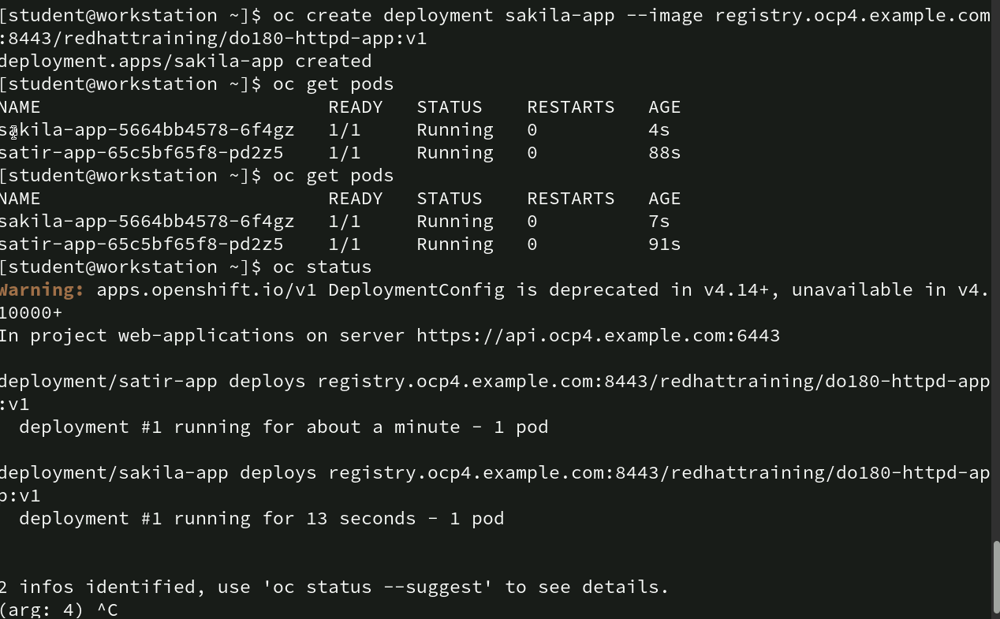 [student@workstation ~]$ oc create deployment sakila-app --image registry.ocp4.example.com
:8443/redhattraining/do180-httpd-app:v1
deployment.apps/sakila-app created
[student@workstation ~]$ oc get pods
NAME                          READY   STATUS    RESTARTS   AGE
sakila-app-5664bb4578-6f4gz   1/1     Running   0          4s
satir-app-65c5bf65f8-pd2z5    1/1     Running   0          88s
[student@workstation ~]$ oc get pods
NAME                          READY   STATUS    RESTARTS   AGE
sakila-app-5664bb4578-6f4gz   1/1     Running   0          7s
satir-app-65c5bf65f8-pd2z5    1/1     Running   0          91s
[student@workstation ~]$ oc status
Warning: apps.openshift.io/v1 DeploymentConfig is deprecated in v4.14+, unavailable in v4.
10000+
In project web-applications on server https://api.ocp4.example.com:6443

deployment/satir-app deploys registry.ocp4.example.com:8443/redhattraining/do180-httpd-app
:v1
  deployment #1 running for about a minute - 1 pod

deployment/sakila-app deploys registry.ocp4.example.com:8443/redhattraining/do180-httpd-ap
p:v1
  deployment #1 running for 13 seconds - 1 pod


2 infos identified, use 'oc status --suggest' to see details.
(arg: 4) ^C